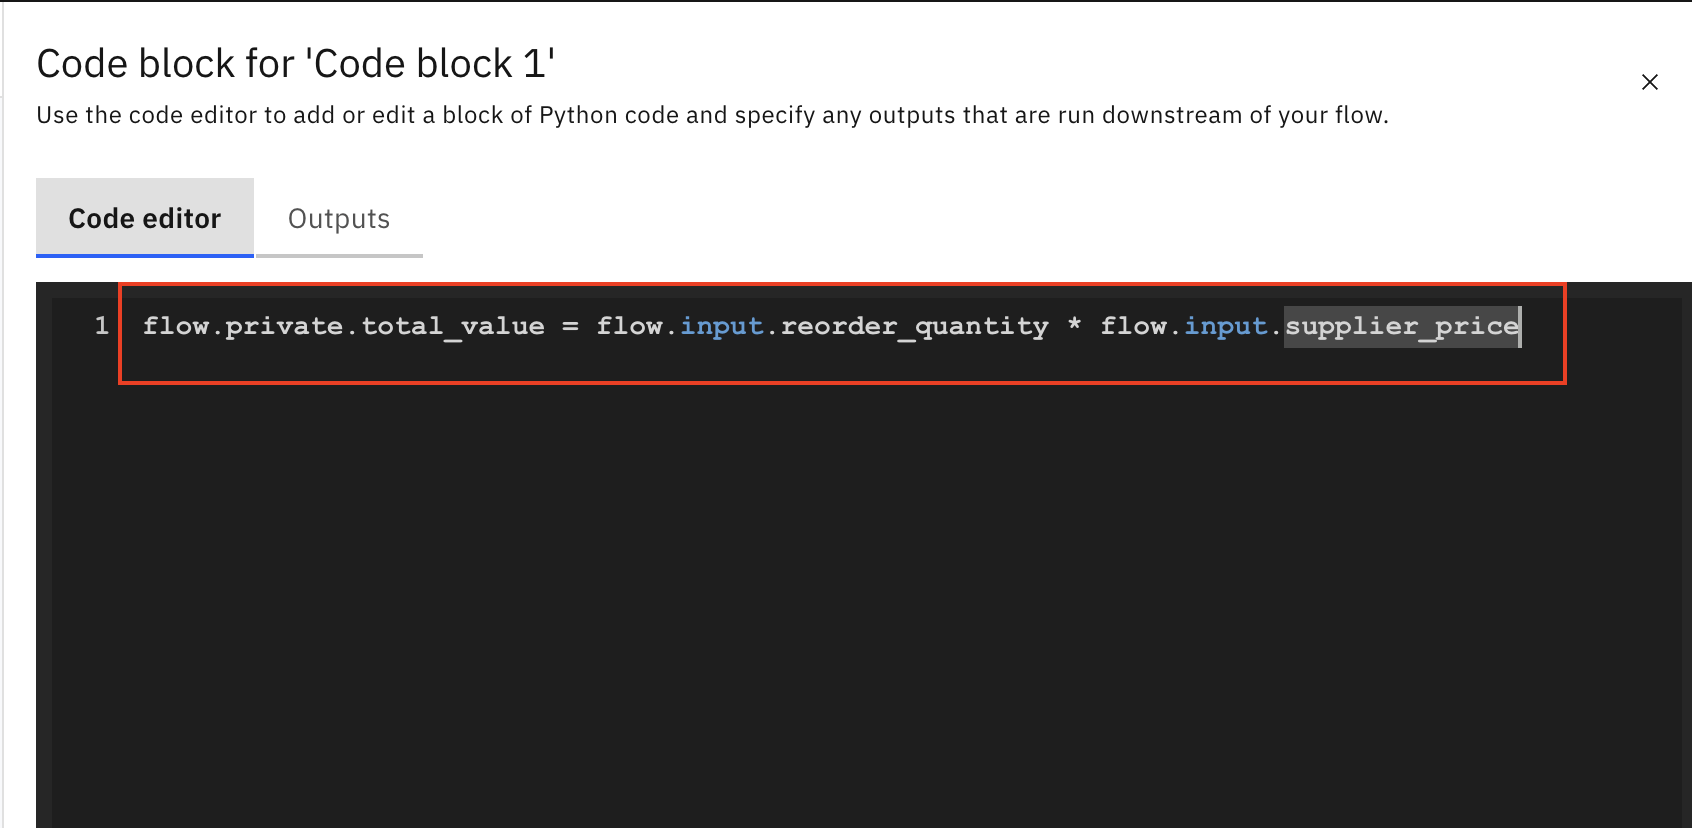 Code block for 'Code block 1'
Use the code editor to add or edit a block of Python code and specify any outputs that are run downstream of your flow.
Code editor Outputs
1 flow.private.total_value = flow.input.reorder_quantity * flow.input.supplier_price